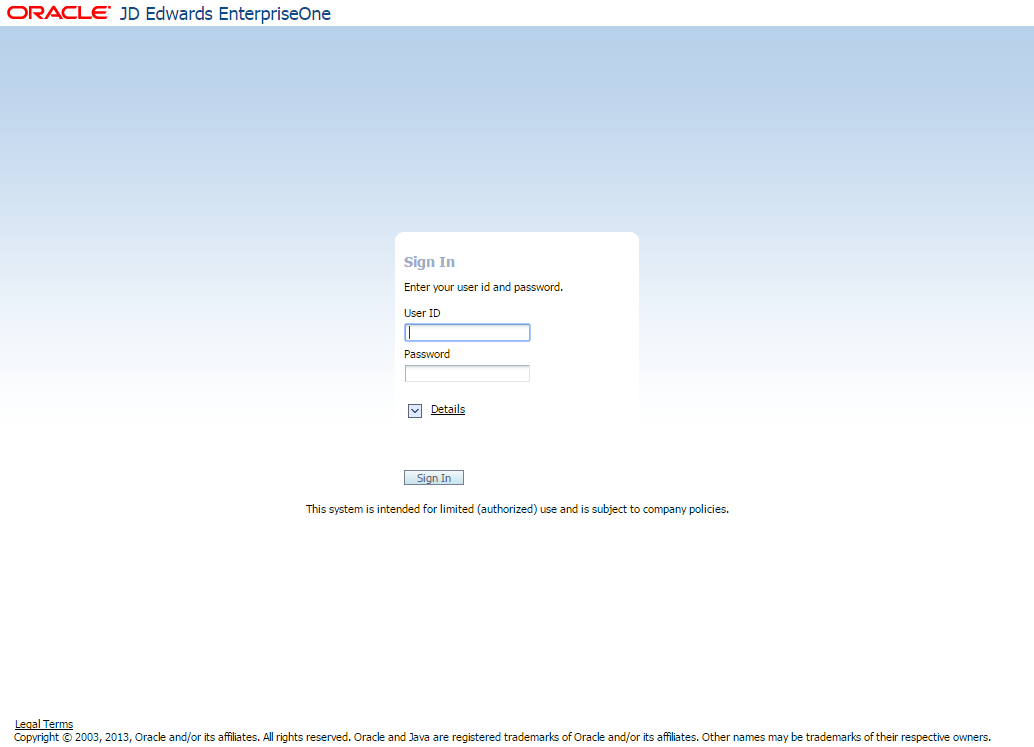 ORACLE JD Edwards EnterpriseOne
Sign In
Enter your user id and password.
User ID
Password
Details
Sign In
This system is intended for limited (authorized) use and is subject to company policies.
Legal Terms
Copyright © 2003, 2013, Oracle and/or its affiliates. All rights reserved. Oracle and Java are registered trademarks of Oracle and/or its affiliates. Other names may be trademarks of their respective owners.